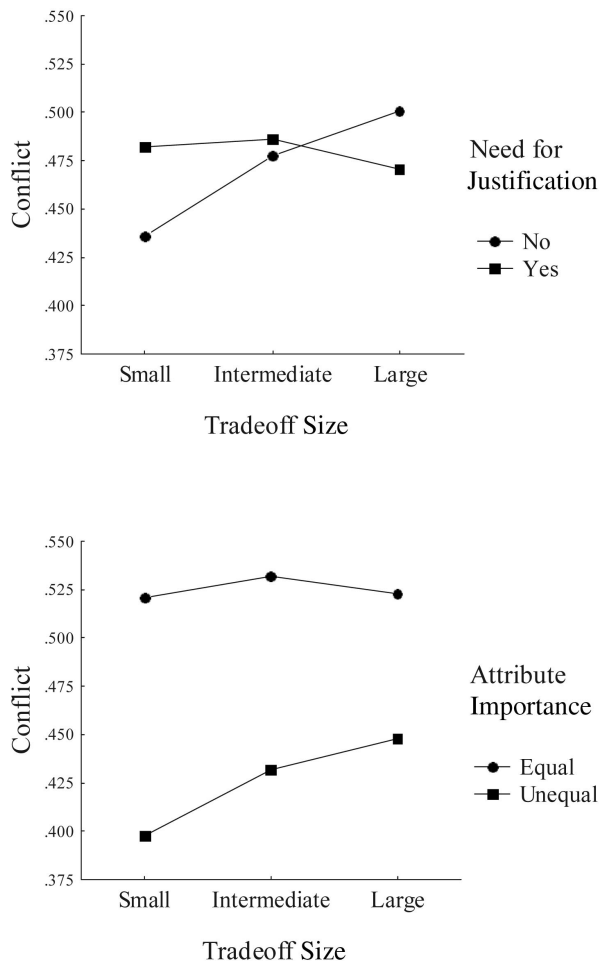 .550
.525
.500
.475
.450
.425
.400
.375
Conflict
Small Intermediate Large
Tradeoff Size
Need for
Justification
No
Yes
.550
.525
.500
.475
.450
.425
.400
.375
Conflict
Small Intermediate Large
Tradeoff Size
Attribute
Importance
Equal
Unequal